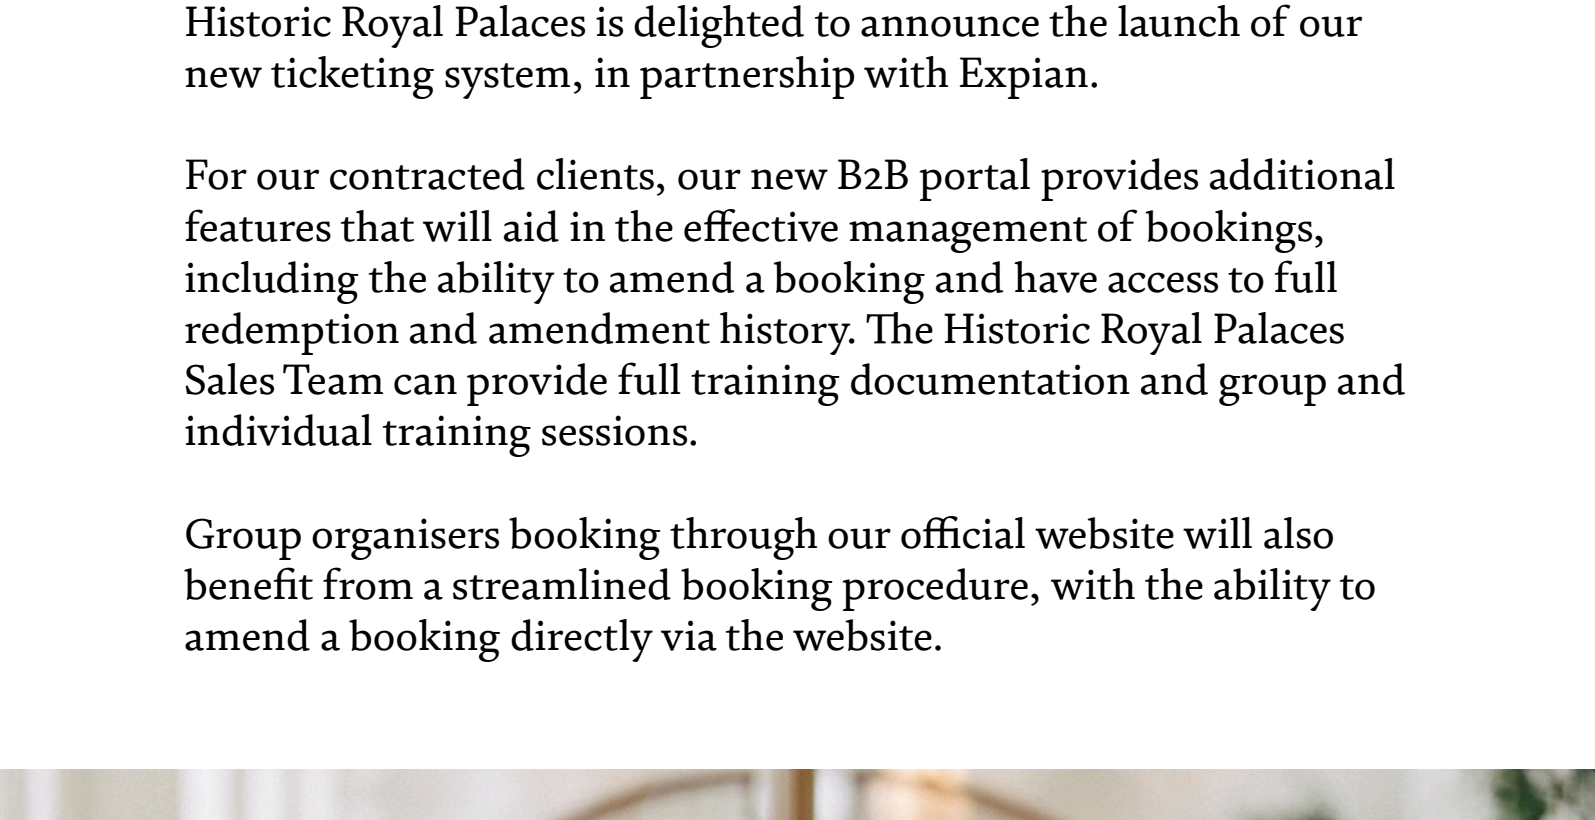 Historic Royal Palaces is delighted to announce the launch of our
new ticketing system, in partnership with Expian.
For our contracted clients, our new B2B portal provides additional
features that will aid in the effective management of bookings,
including the ability to amend a booking and have access to full
redemption and amendment history. The Historic Royal Palaces
Sales Team can provide full training documentation and group and
individual training sessions.
Group organisers booking through our official website will also
benefit from a streamlined booking procedure, with the ability to
amend a booking directly via the website.